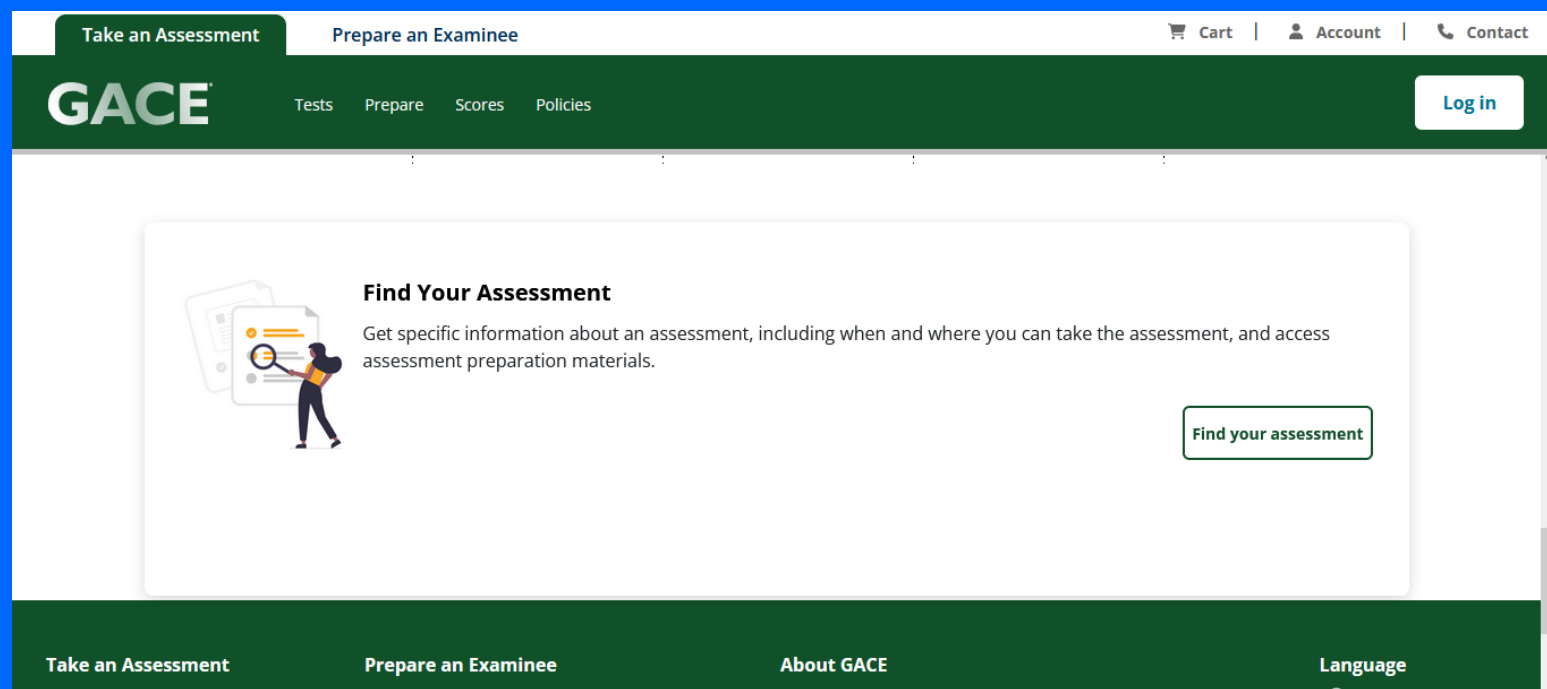 Take an Assessment
Prepare an Examinee
Cart
Account
Contact
GACE
Tests
Prepare
Scores
Policies
Log in
Find Your Assessment
Get specific information about an assessment, including when and where you can take the assessment, and access
assessment preparation materials.
Find your assessment
Take an Assessment
Prepare an Examinee
About GACE
Language